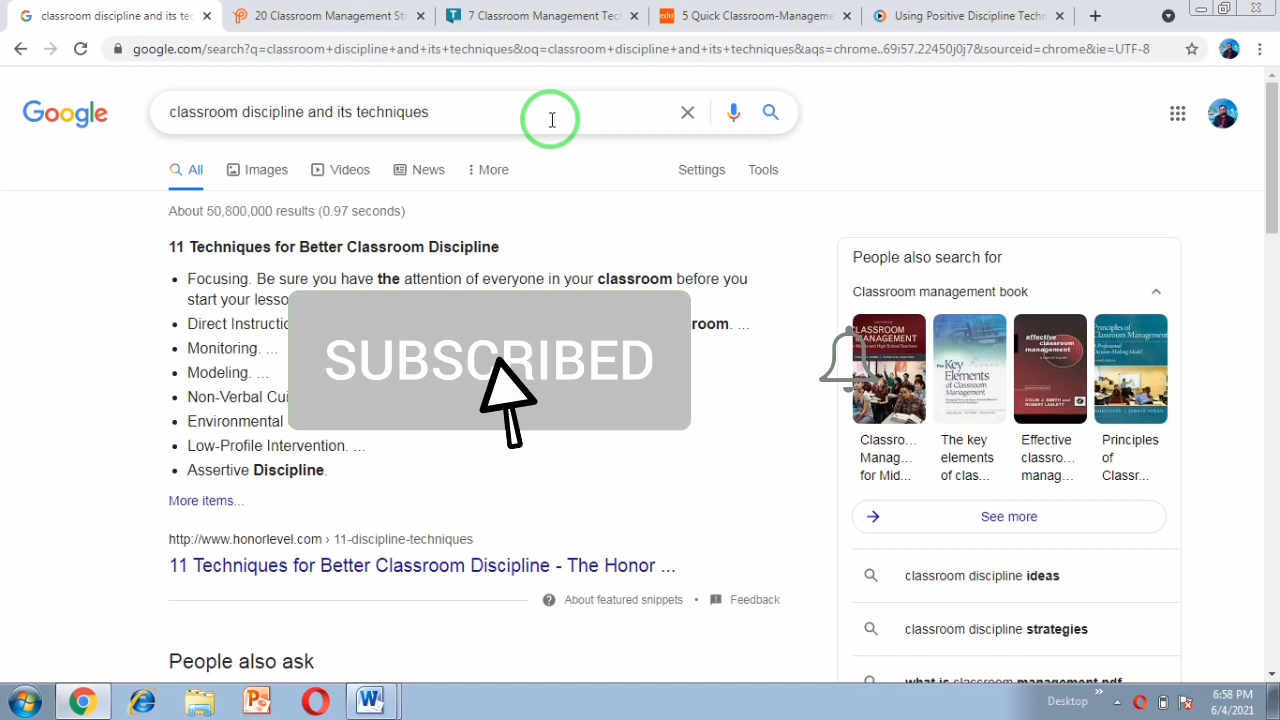 classroom discipline and its tec
20 Classroom Management St
7 Classroom Management Tec
5 Quick Classroom-Manageme
Using Positive Discipline Techn
google.com/search?q=classroom+discipline+and+its+techniques&oq=classroom+discipline+and+its+techniques&aqs=chrome..69i57.22450j0j7&sourceid=chrome&ie=UTF-8
Google
classroom discipline and its techniques
All Images Videos News More Settings Tools
About 50,800,000 results (0.97 seconds)
11 Techniques for Better Classroom Discipline
Focusing. Be sure you have the attention of everyone in your classroom before you
start your lesso
Direct Instructio room. ...
Monitoring. ...
Modeling. ...
Non-Verbal Cu
Environmental
Low-Profile Intervention. ...
Assertive Discipline.
More items...
SUBSCRIBED
http://www.honorlevel.com › 11-discipline-techniques
11 Techniques for Better Classroom Discipline - The Honor ...
About featured snippets • Feedback
People also ask
People also search for
Classroom management book
Classro...
Manag...
for Mid...
The key
elements
of clas...
Effective
classro...
manag...
Principles
of
Classr...
See more
classroom discipline ideas
classroom discipline strategies
what is classroom management pdf
Desktop
6:58 PM
6/4/2021